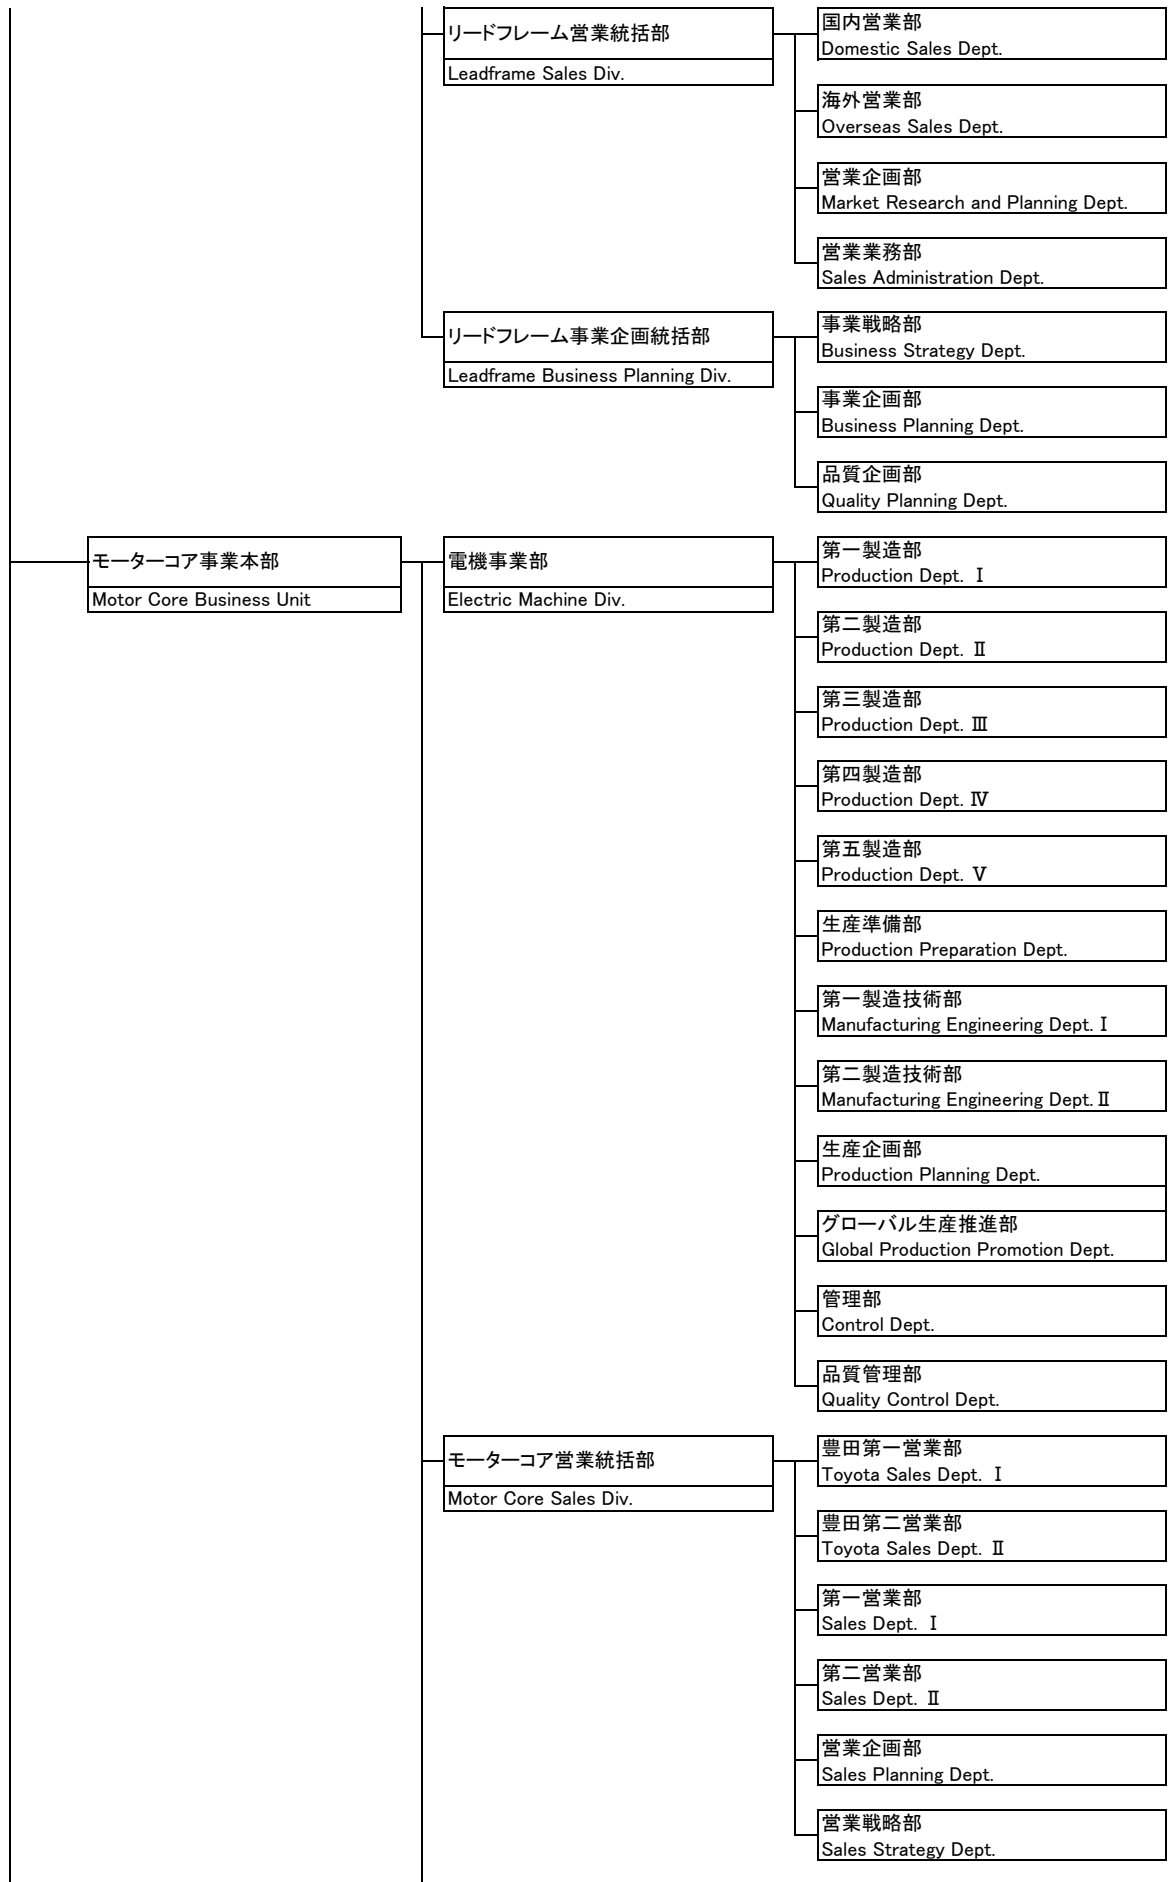 リードフレーム営業統括部
Leadframe Sales Div.
国内営業部
Domestic Sales Dept.
海外営業部
Overseas Sales Dept.
営業企画部
Market Research and Planning Dept.
営業業務部
Sales Administration Dept.
リードフレーム事業企画統括部
Leadframe Business Planning Div.
事業戦略部
Business Strategy Dept.
事業企画部
Business Planning Dept.
品質企画部
Quality Planning Dept.
モーターコア事業本部
Motor Core Business Unit
電機事業部
Electric Machine Div.
第一製造部
Production Dept. Ⅰ
第二製造部
Production Dept. Ⅱ
第三製造部
Production Dept. Ⅲ
第四製造部
Production Dept. Ⅳ
第五製造部
Production Dept. Ⅴ
生産準備部
Production Preparation Dept.
第一製造技術部
Manufacturing Engineering Dept. Ⅰ
第二製造技術部
Manufacturing Engineering Dept. Ⅱ
生産企画部
Production Planning Dept.
グローバル生産推進部
Global Production Promotion Dept.
管理部
Control Dept.
品質管理部
Quality Control Dept.
モーターコア営業統括部
Motor Core Sales Div.
豊田第一営業部
Toyota Sales Dept. Ⅰ
豊田第二営業部
Toyota Sales Dept. Ⅱ
第一営業部
Sales Dept. Ⅰ
第二営業部
Sales Dept. Ⅱ
営業企画部
Sales Planning Dept.
営業戦略部
Sales Strategy Dept.